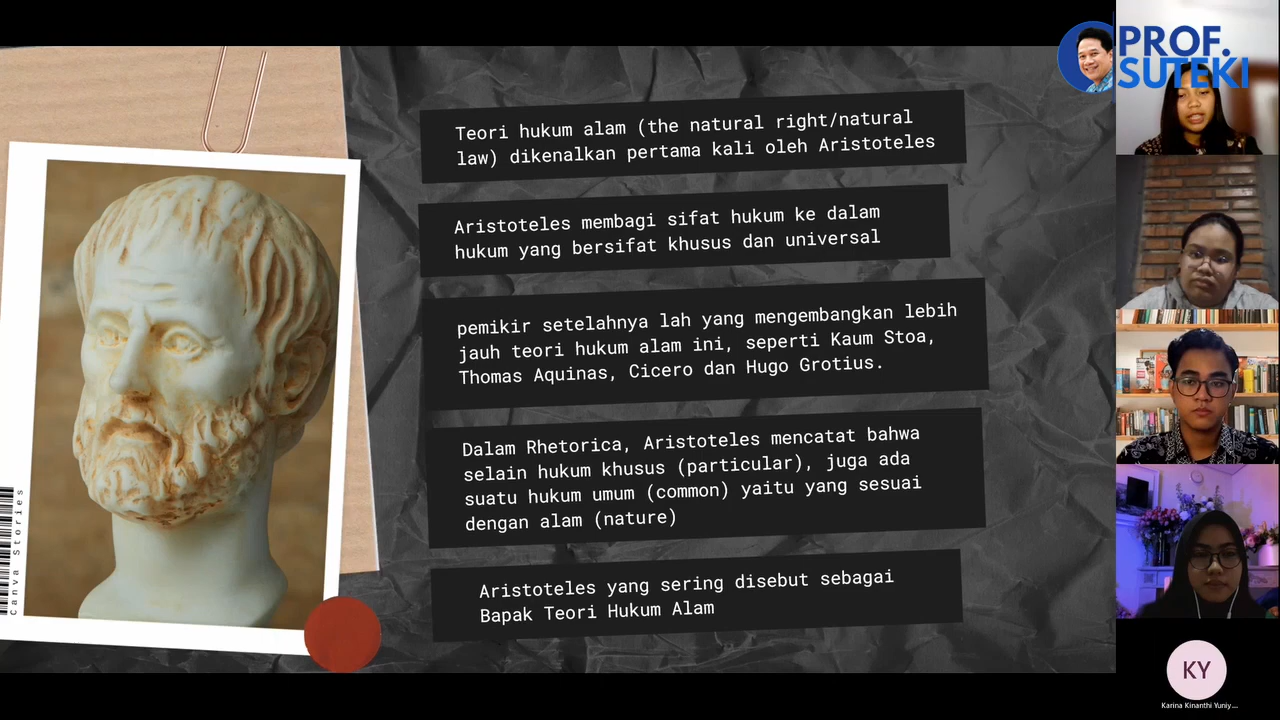 Teori hukum alam (the natural right/natural
law) dikenalkan pertama kali oleh Aristoteles
Aristoteles membagi sifat hukum ke dalam
hukum yang bersifat khusus dan universal
pemikir setelahnya lah yang mengembangkan lebih
jauh teori hukum alam ini, seperti Kaum Stoa,
Thomas Aquinas, Cicero dan Hugo Grotius.
Dalam Rhetorica, Aristoteles mencatat bahwa
selain hukum khusus (particular), juga ada
suatu hukum umum (common) yaitu yang sesuai
dengan alam (nature)
Aristoteles yang sering disebut sebagai
Bapak Teori Hukum Alam
Canva Stories
PROF.
SUTEKI
KY
Karina Kinanthi Yuniy...